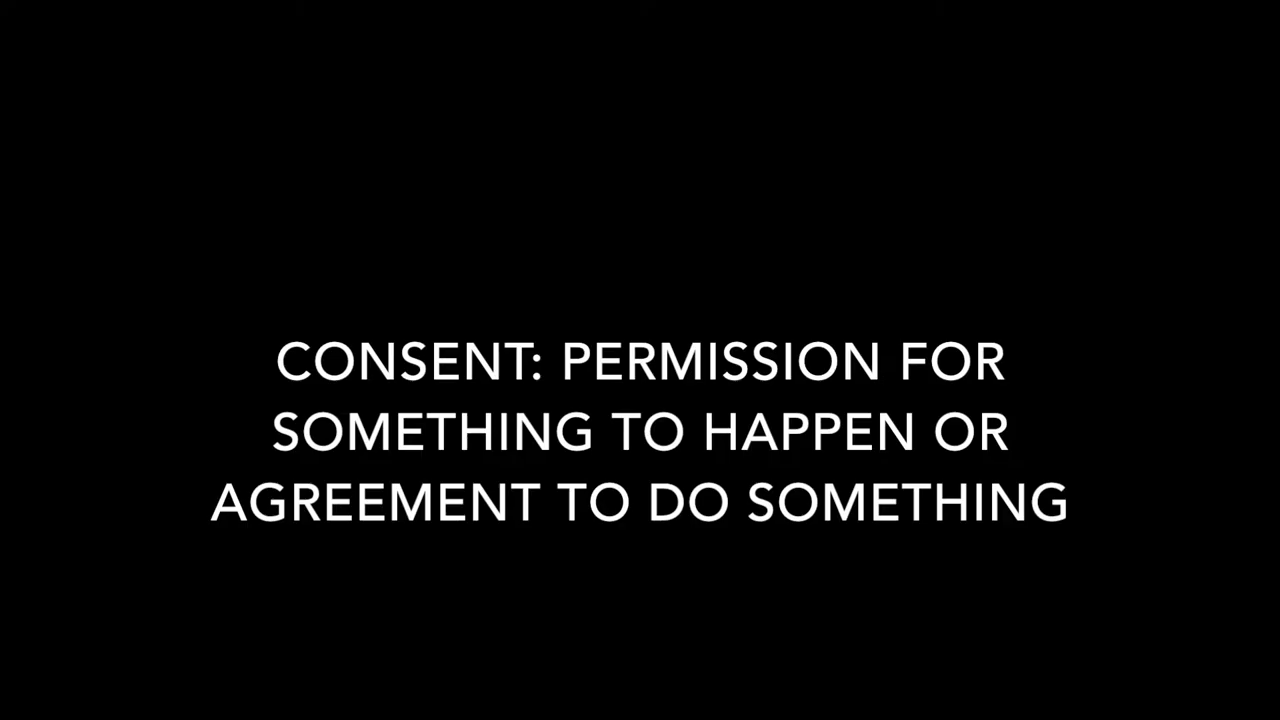 CONSENT: PERMISSION FOR
SOMETHING TO HAPPEN OR
AGREEMENT TO DO SOMETHING